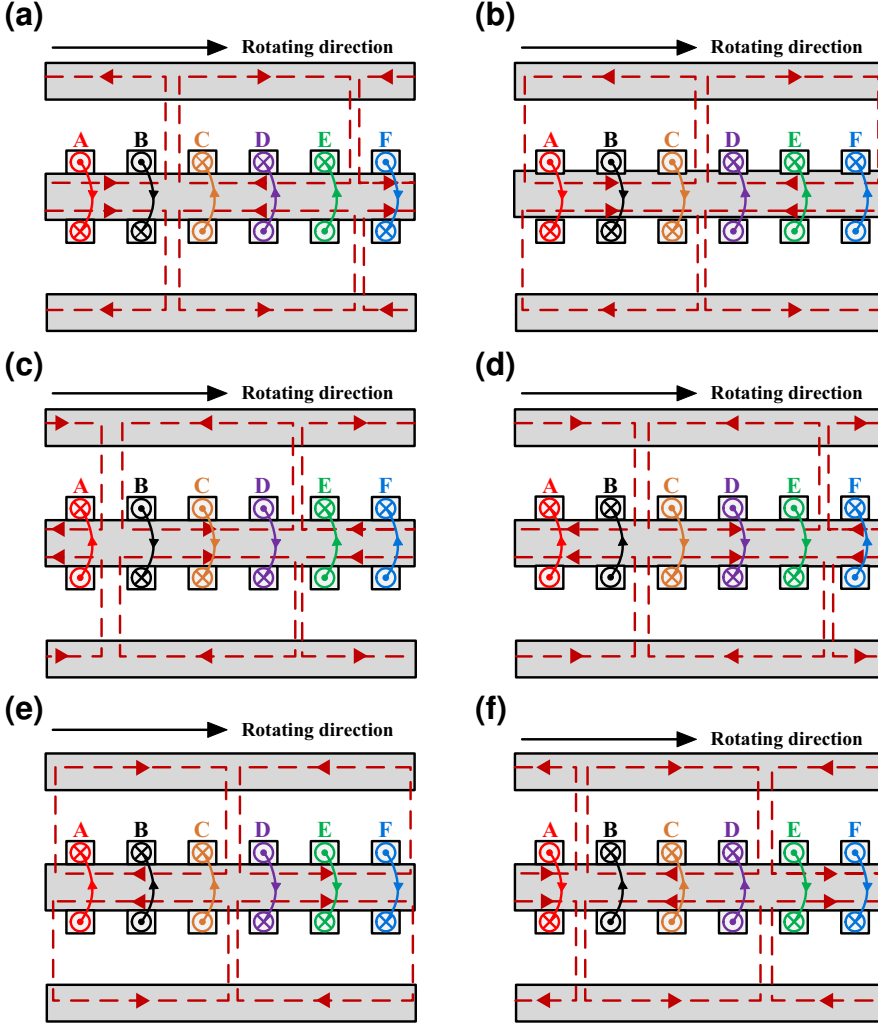 (a)
Rotating direction
A B C D E F
(b)
Rotating direction
A B C D E F
(c)
Rotating direction
A B C D E F
(d)
Rotating direction
A B C D E F
(e)
Rotating direction
A B C D E F
(f)
Rotating direction
A B C D E F